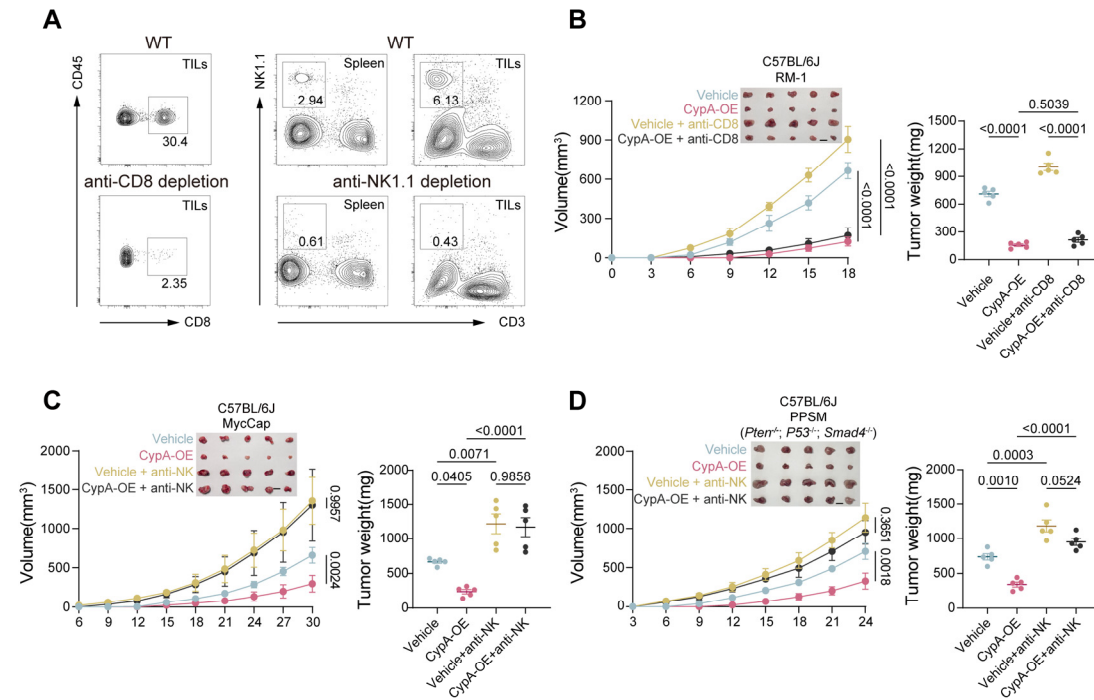 A
WT
WT
CD45
TILs
30.4
NK1.1
Spleen
2.94
TILs
6.13
anti-CD8 depletion
anti-NK1.1 depletion
TILs
2.35
Spleen
0.61
TILs
0.43
CD8
CD3
B
C57BL/6J
RM-1
Vehicle
CypA-OE
Vehicle + anti-CD8
CypA-OE + anti-CD8
Volume(mm³)
1200
900
600
300
0
0 3 6 9 12 15 18
<0.0001
<0.0001
Tumor weight(mg)
1500
1200
900
600
300
0
0.5039
<0.0001 <0.0001
Vehicle
CypA-OE
Vehicle+anti-CD8
CypA-OE+anti-CD8
C
C57BL/6J
MycCap
Vehicle
CypA-OE
Vehicle + anti-NK
CypA-OE + anti-NK
Volume(mm³)
2000
1500
1000
500
0
6 9 12 15 18 21 24 27 30
0.9957
0.0024
Tumor weight(mg)
2000
1500
1000
500
0
<0.0001
0.0071
0.0405 0.9858
Vehicle
CypA-OE
Vehicle+anti-NK
CypA-OE+anti-NK
D
C57BL/6J
PPSM
(Pten-/-; P53-/-; Smad4-/-)
Vehicle
CypA-OE
Vehicle + anti-NK
CypA-OE + anti-NK
Volume(mm³)
2000
1500
1000
500
0
3 6 9 12 15 18 21 24
0.3651
0.0018
Tumor weight(mg)
2000
1500
1000
500
0
<0.0001
0.0003
0.0010 0.0524
Vehicle
CypA-OE
Vehicle+anti-NK
CypA-OE+anti-NK